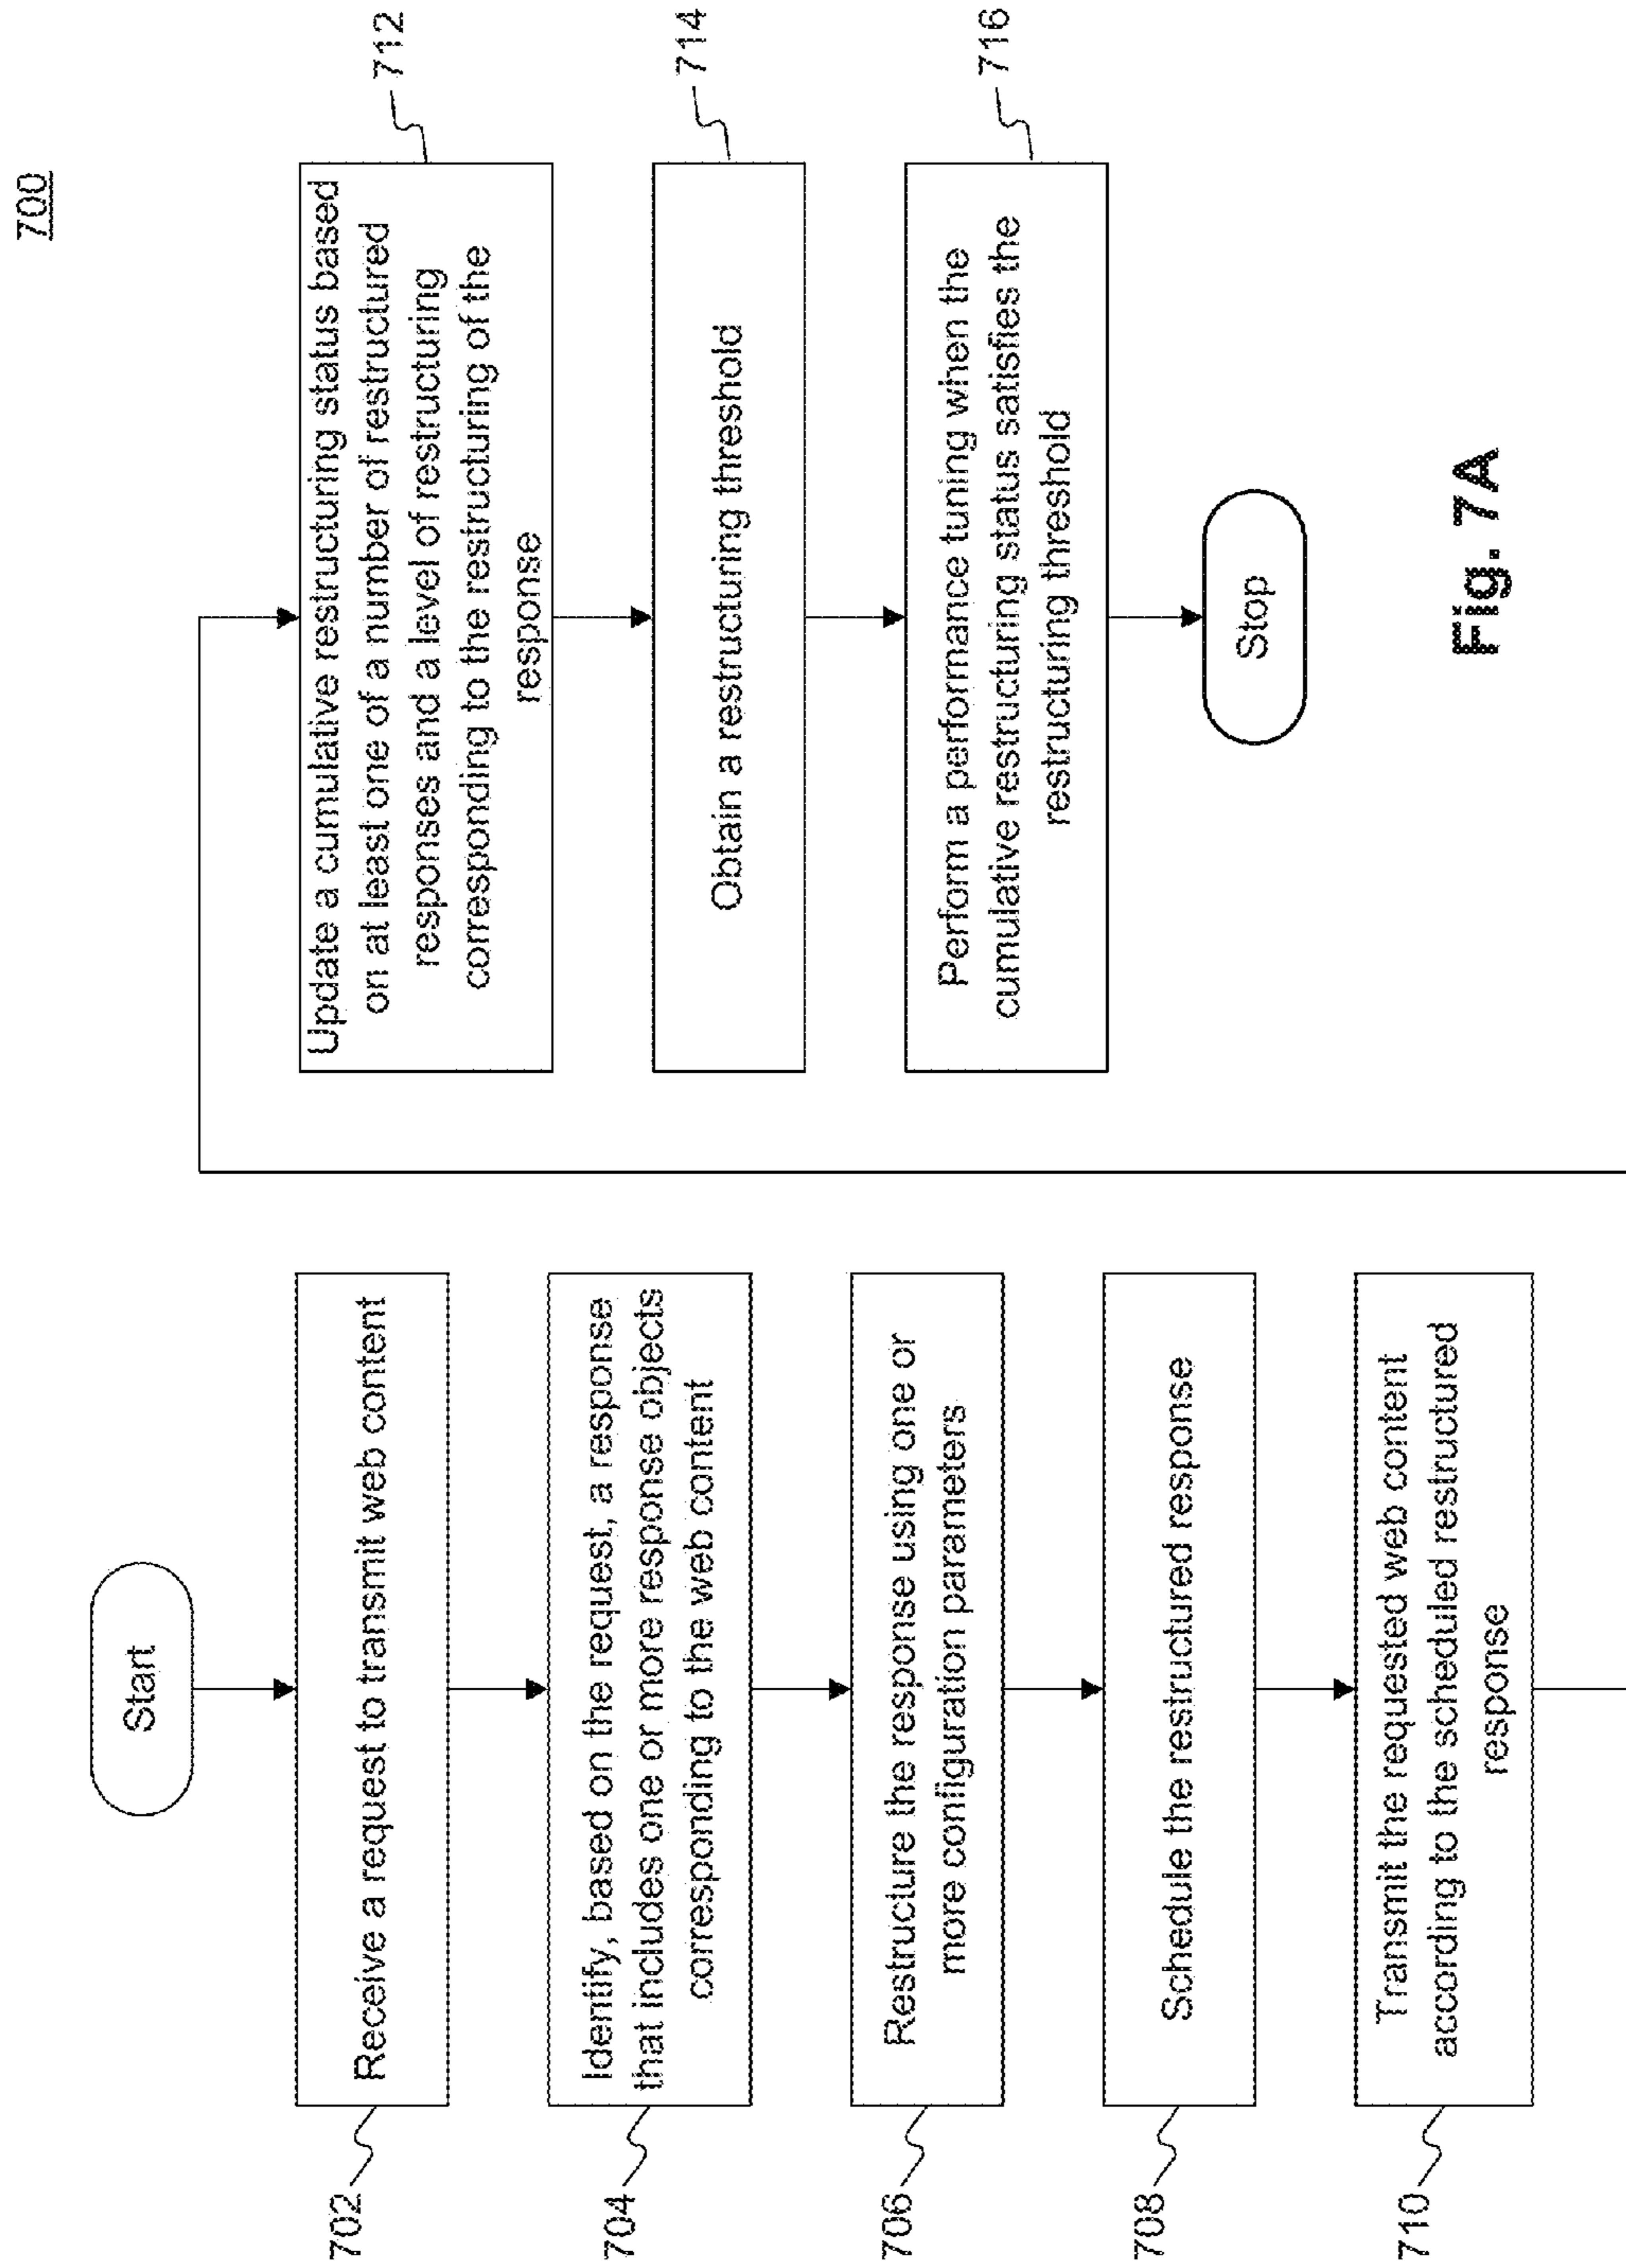 700
Start
702
Receive a request to transmit web content
704
Identify, based on the request, a response
that includes one or more response objects
corresponding to the web content
706
Restructure the response using one or
more configuration parameters
708
Schedule the restructured response
710
Transmit the requested web content
according to the scheduled restructured
response
Update a cumulative restructuring status based
on at least one of a number of restructured
responses and a level of restructuring
corresponding to the restructuring of the
response
712
Obtain a restructuring threshold
714
Perform a performance tuning when the
cumulative restructuring status satisfies the
restructuring threshold
716
Stop
Fig. 7A